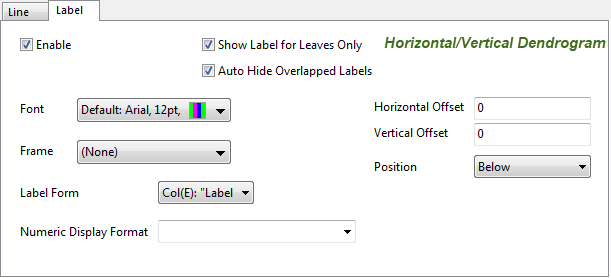 Line Label
Enable
Show Label for Leaves Only
Horizontal/Vertical Dendrogram
Auto Hide Overlapped Labels
Font Default: Arial, 12pt,
Horizontal Offset 0
Vertical Offset 0
Frame (None)
Position Below
Label Form Col(E): "Label
Numeric Display Format